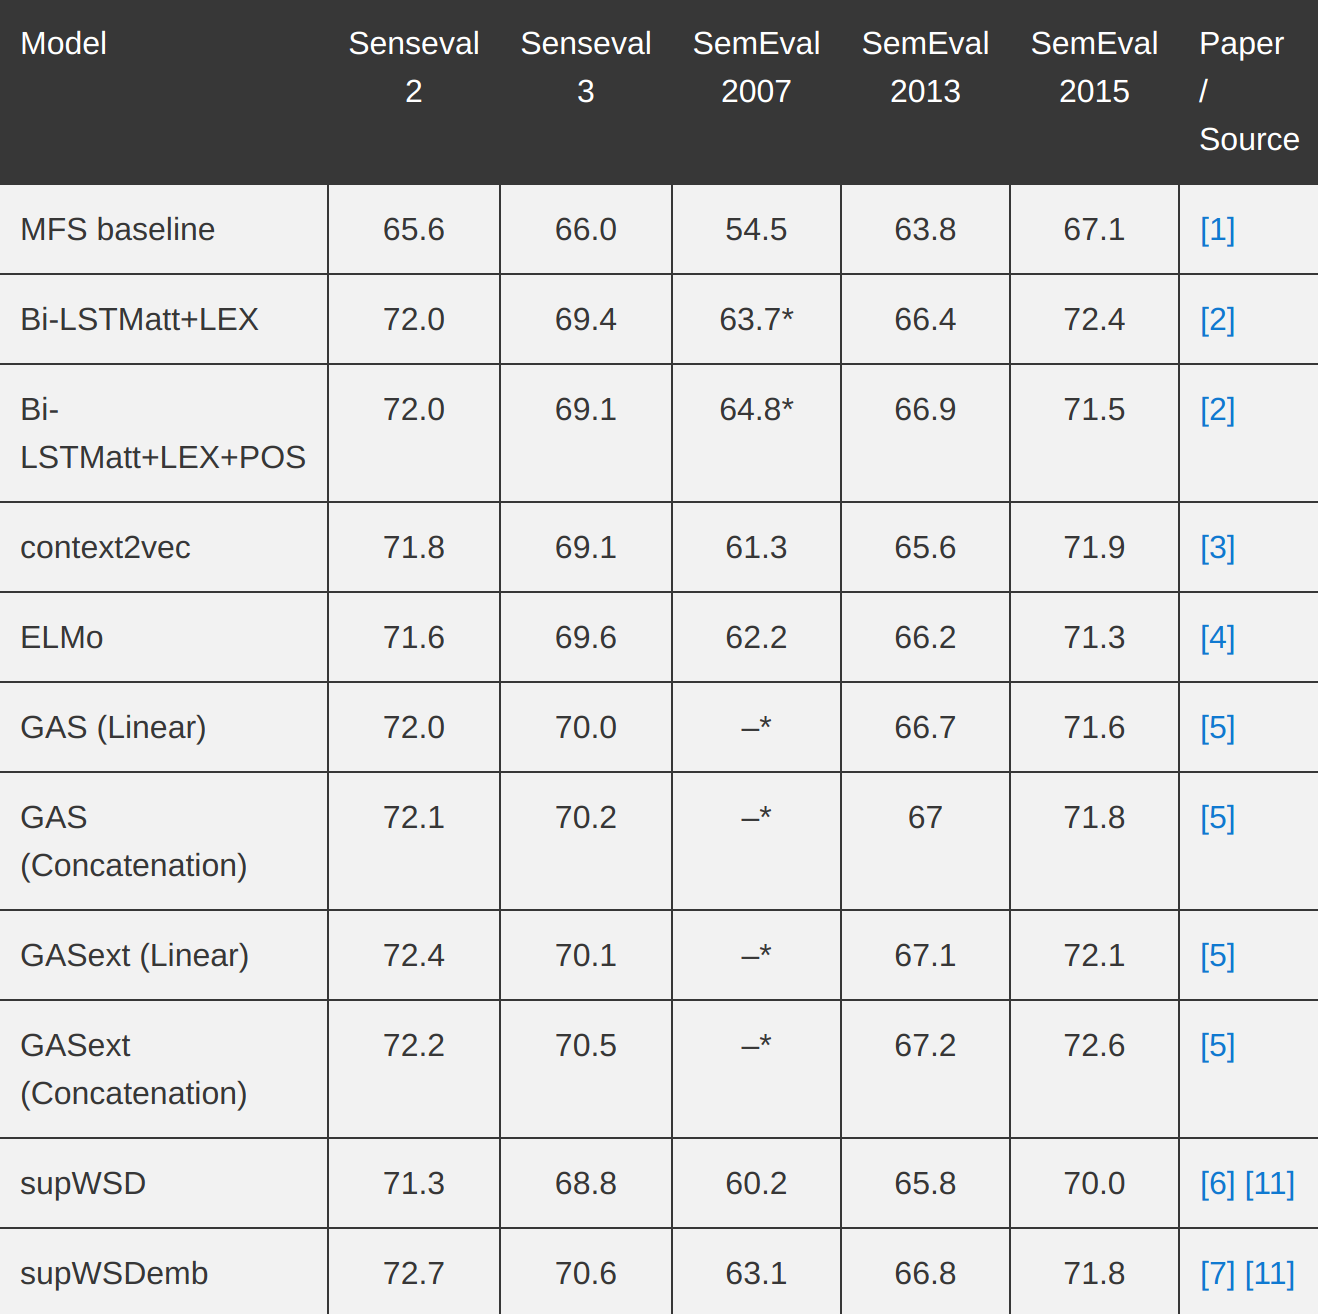 Model Senseval 2 Senseval 3 SemEval 2007 SemEval 2013 SemEval 2015 Paper / Source
MFS baseline 65.6 66.0 54.5 63.8 67.1 [1]
Bi-LSTMatt+LEX 72.0 69.4 63.7* 66.4 72.4 [2]
Bi-LSTMatt+LEX+POS 72.0 69.1 64.8* 66.9 71.5 [2]
context2vec 71.8 69.1 61.3 65.6 71.9 [3]
ELMo 71.6 69.6 62.2 66.2 71.3 [4]
GAS (Linear) 72.0 70.0 –* 66.7 71.6 [5]
GAS (Concatenation) 72.1 70.2 –* 67 71.8 [5]
GASext (Linear) 72.4 70.1 –* 67.1 72.1 [5]
GASext (Concatenation) 72.2 70.5 –* 67.2 72.6 [5]
supWSD 71.3 68.8 60.2 65.8 70.0 [6] [11]
supWSDemb 72.7 70.6 63.1 66.8 71.8 [7] [11]